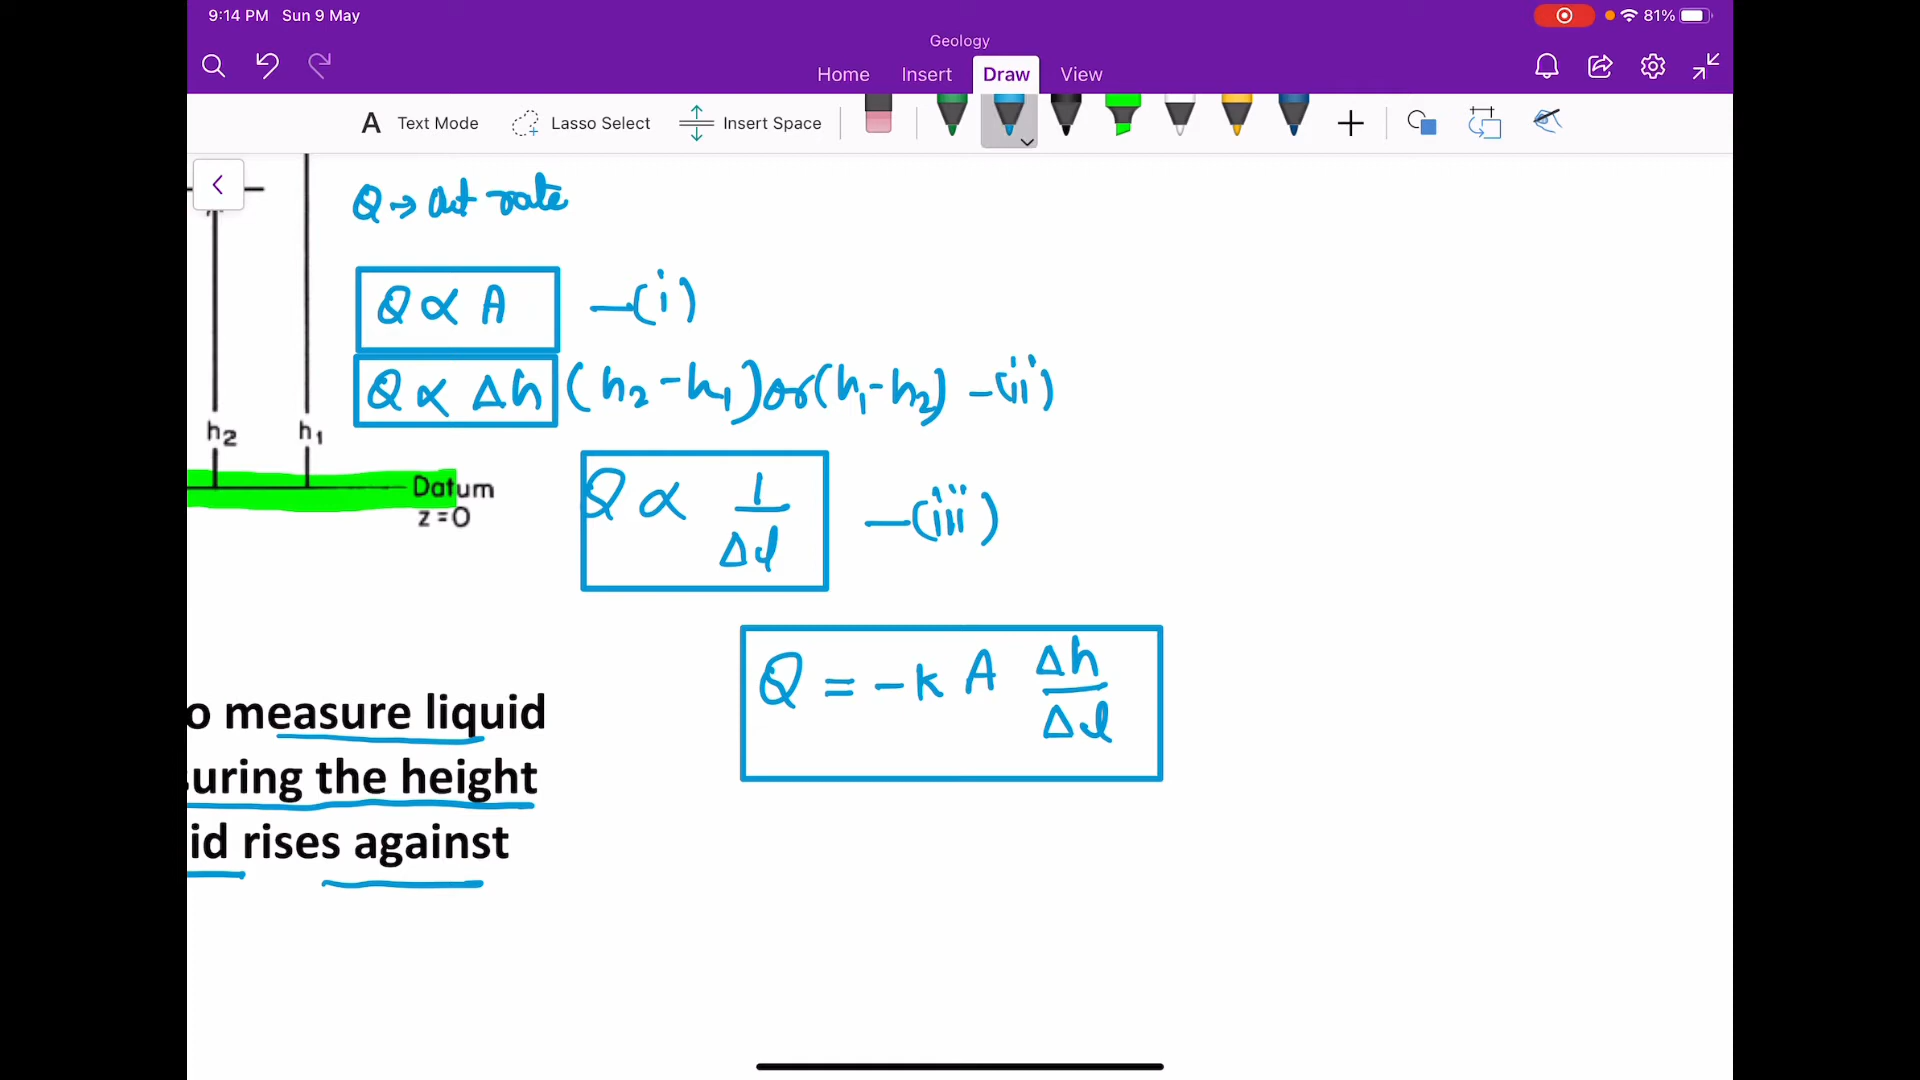 9:14 PM Sun 9 May
81%
Geology
Home Insert Draw View
A Text Mode Lasso Select Insert Space
Q → out rate
Q ∝ A —(i)
Q ∝ Δh (h₂-h₁) or (h₁-h₂) -(ii)
h₂ h₁
Q ∝ 1/Δl —(iii)
Datum
z=0
Q = -k A Δh/Δl
o measure liquid
suring the height
id rises against